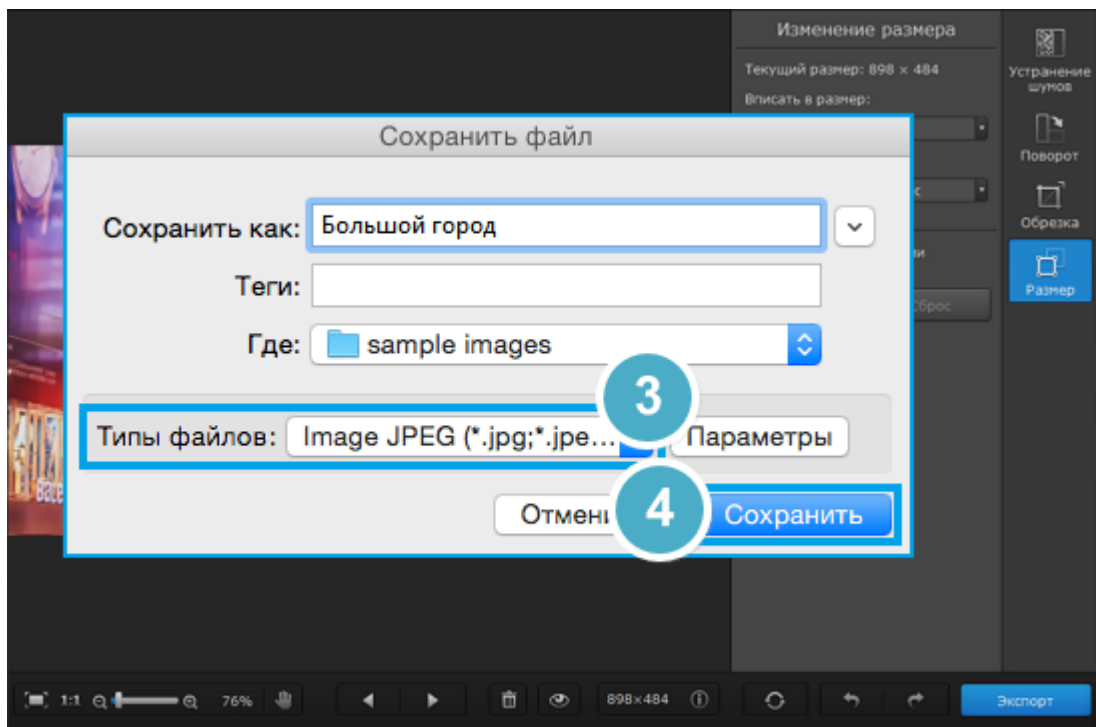 Изменение размера
Текущий размер: 898 × 484
Вписать в размер:
Устранение
шумов
Поворот
Обрезка
Размер
Сброс
Сохранить файл
Сохранить как: Большой город
Теги:
Где: sample images
3
Типы файлов: Image JPEG (*.jpg;*.jpe... Параметры
4
Сохранить
1:1 76% 898×484 Экспорт